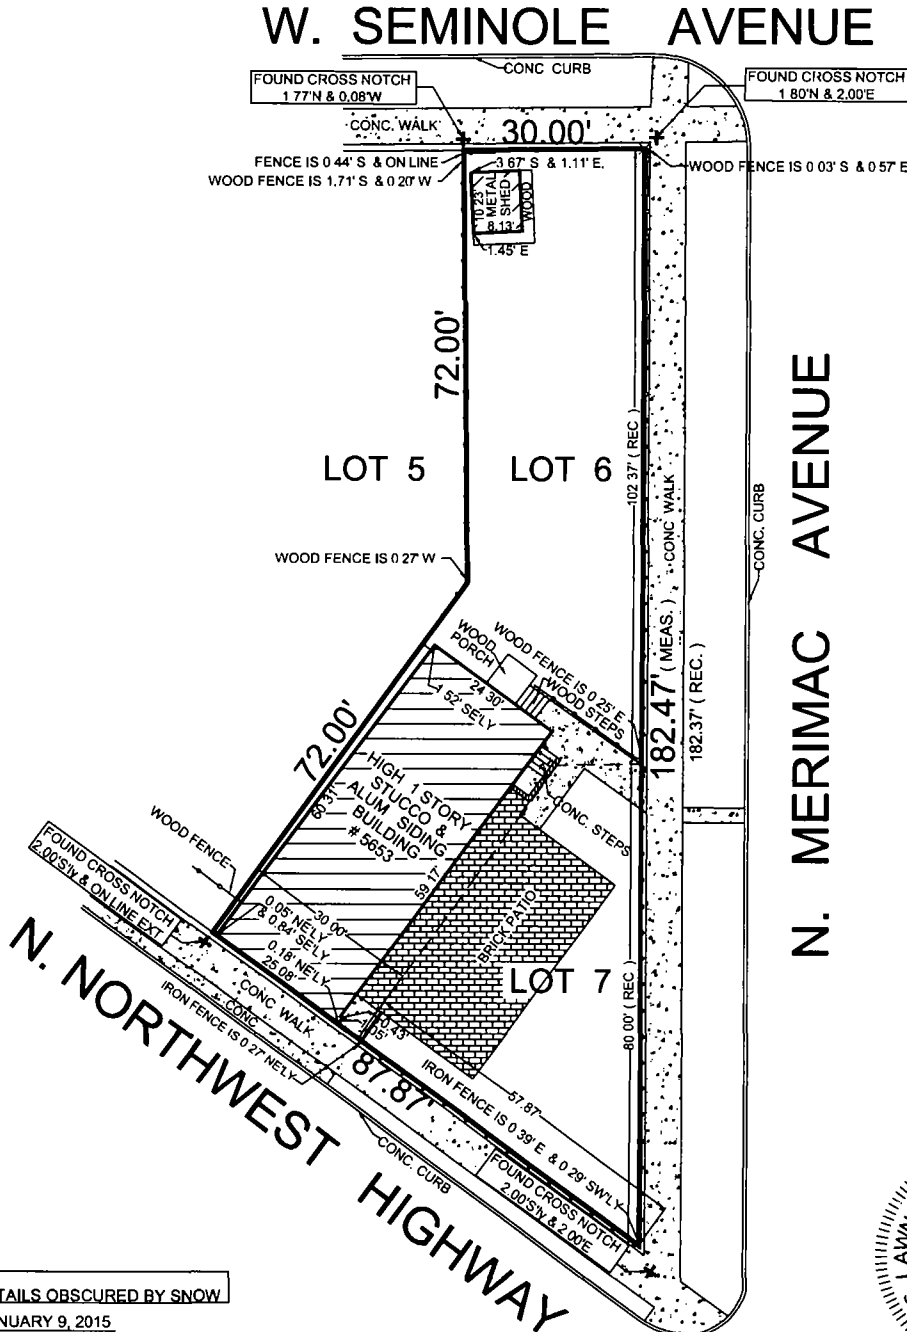 W. SEMINOLE AVENUE
CONC CURB
FOUND CROSS NOTCH
1 77'N & 0.08'W
FOUND CROSS NOTCH
1 80'N & 2.00'E
CONC. WALK
30.00'
FENCE IS 0 44' S & ON LINE
3 67' S & 1.11' E,
WOOD FENCE IS 0 03' S & 0 57' E
WOOD FENCE IS 1.71' S & 0 20' W
10 23'
METAL
SHED
WOOD
8.13'
1.45' E
72.00'
LOT 5
LOT 6
102 37' ( REC )
CONC WALK
CONC. CURB
N. MERIMAC AVENUE
WOOD FENCE IS 0 27' W
WOOD
PORCH
WOOD FENCE IS 0 25' E
WOOD STEPS
24 30'
1 52' SE'LY
182.47' ( MEAS. )
182.37' ( REC. )
72.00'
HIGH 1 STORY
STUCCO &
ALUM SIDING
BUILDING
# 5653
CONC. STEPS
59 17'
BRICK PATIO
WOOD FENCE
FOUND CROSS NOTCH
2.00'S'ly & ON LINE EXT
0.05' NE'LY
& 0.84' SE'LY
30.00'
0.18' NE'LY
25.08'
LOT 7
80 00' ( REC )
CONC WALK
CONC
IRON FENCE IS 0 27' NE'LY
87.87'
57.87'
IRON FENCE IS 0 39' E & 0 29' SW'LY
FOUND CROSS NOTCH
2.00'S'ly & 2 00'E
CONC. CURB
N. NORTHWEST HIGHWAY
TAILS OBSCURED BY SNOW
NUARY 9, 2015